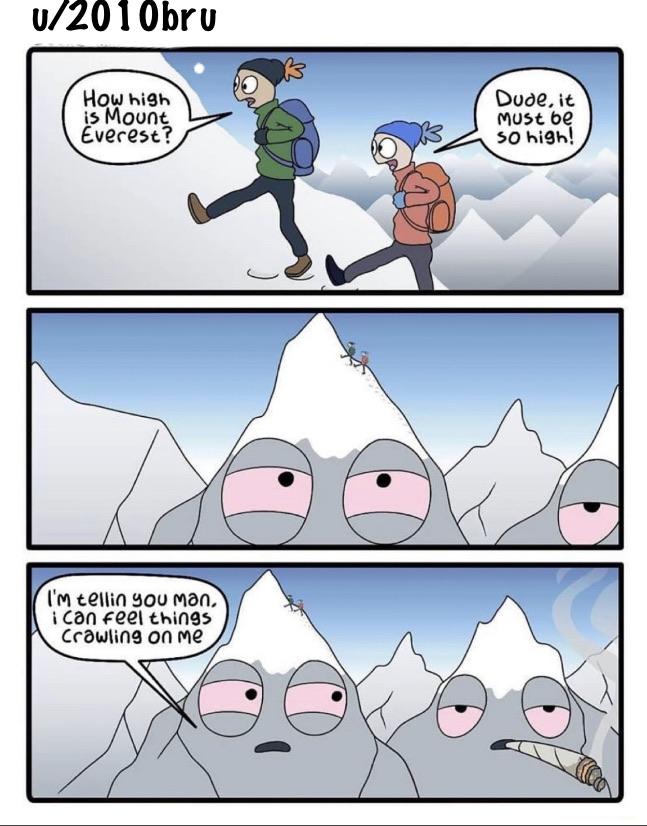 u/2010bru
How high
is Mount
Everest?
Dude, it
must be
so high!
I'm tellin you man,
i can feel things
crawling on me